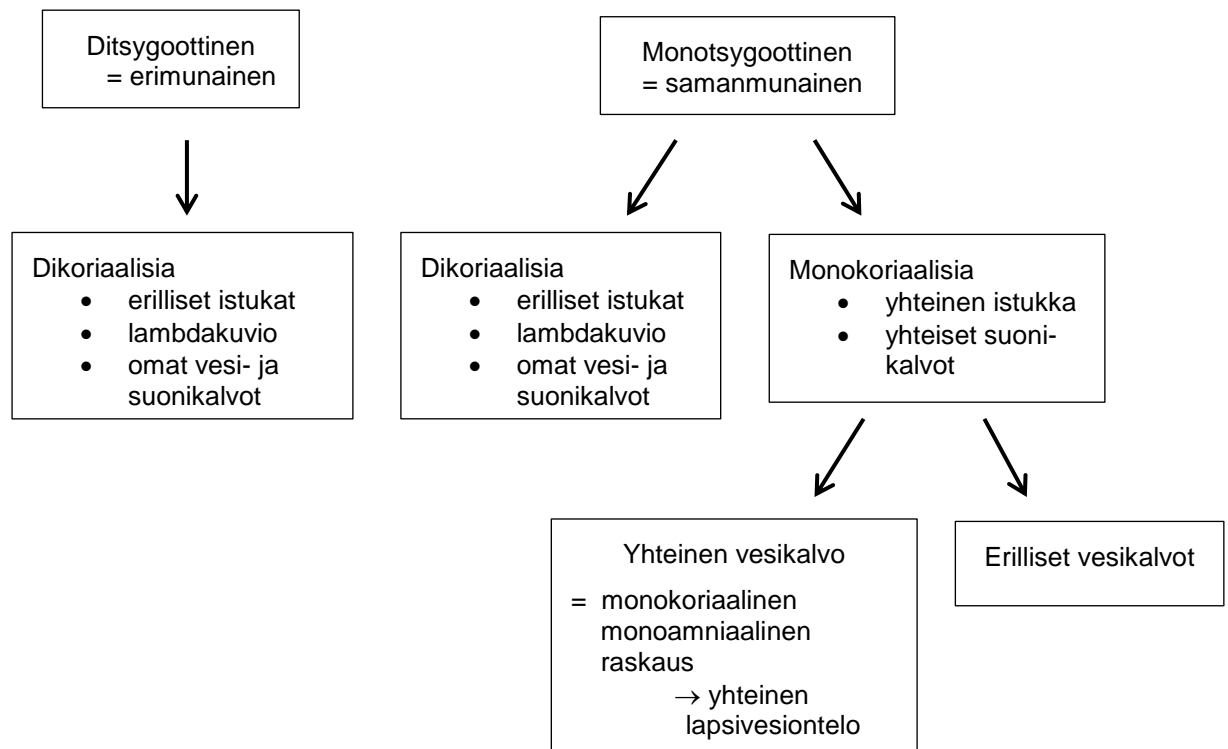 Ditsygoottinen
= erimunainen
Monotsygoottinen
= samanmunainen
Dikoriaalisia
• erilliset istukat
• lambdakuvio
• omat vesi- ja
suonikalvot
Dikoriaalisia
• erilliset istukat
• lambdakuvio
• omat vesi- ja
suonikalvot
Monokoriaalisia
• yhteinen istukka
• yhteiset suoni-
kalvot
Yhteinen vesikalvo
= monokoriaalinen
monoamniaalinen
raskaus
→ yhteinen
lapsivesiontelo
Erilliset vesikalvot